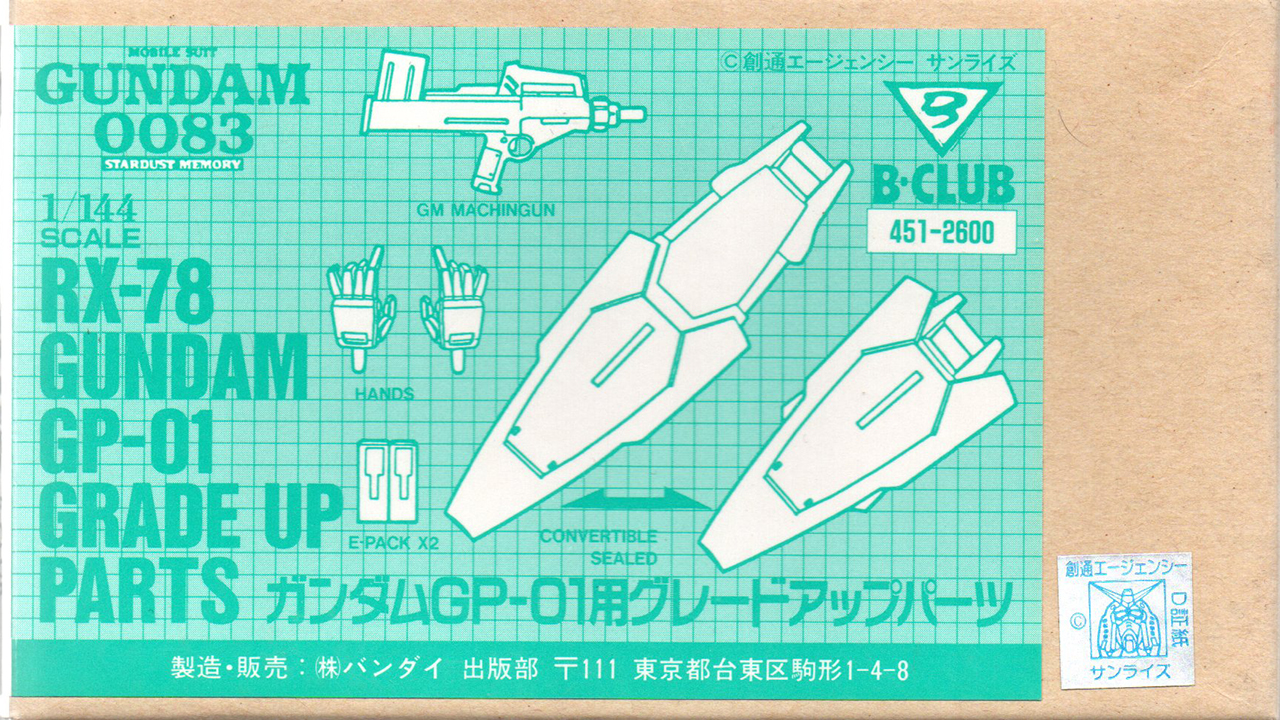 MOBILE SUIT
GUNDAM
0083
STARDUST MEMORY
1/144
SCALE
RX-78
GUNDAM
GP-01
GRADE UP
PARTS
GM MACHINGUN
HANDS
E-PACK X2
CONVERTIBLE
SEALED
©創通エージェンシー サンライズ
B
B・CLUB
451-2600
ガンダムGP-01用グレードアップパーツ
製造・販売:㈱バンダイ 出版部 〒111 東京都台東区駒形1-4-8
創通エージェンシー
©
D証紙
サンライズ